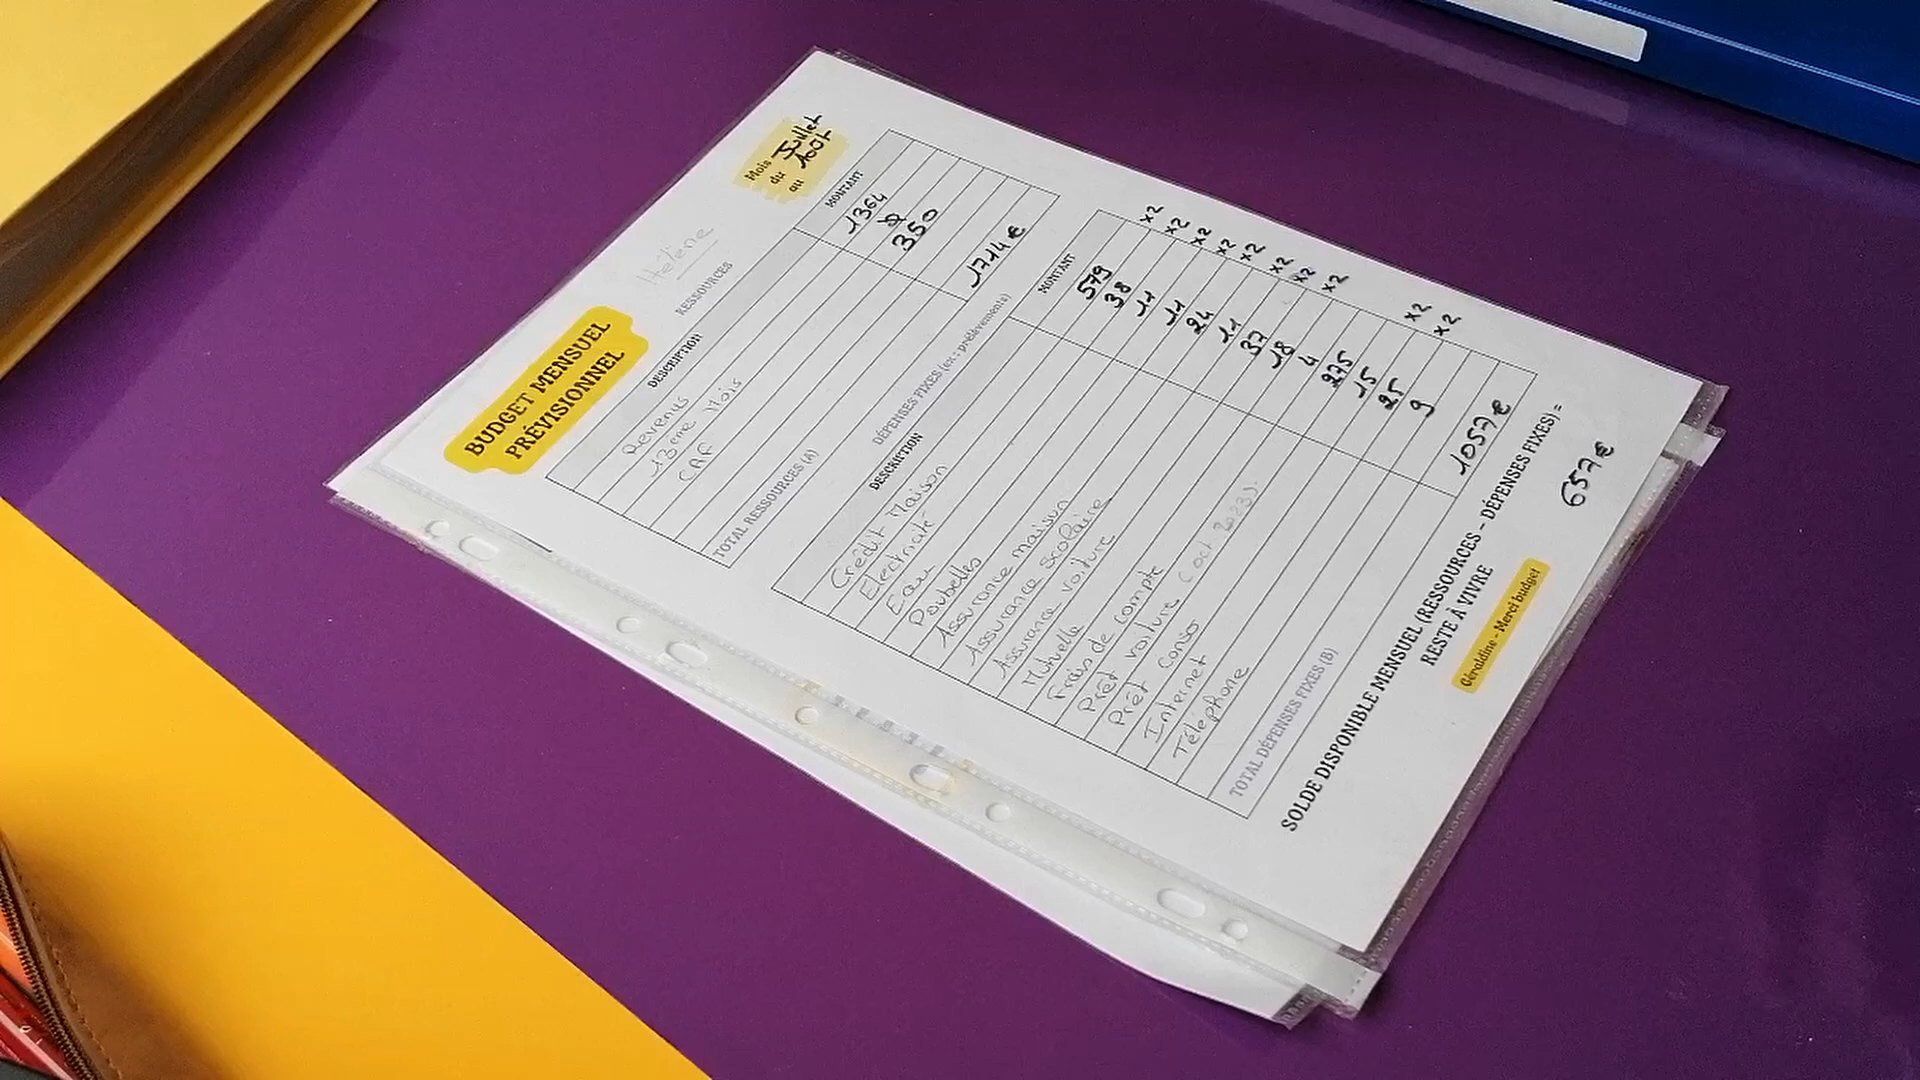 Mois
du Juillet
au Août
BUDGET MENSUEL
PRÉVISIONNEL
Hélène
RESSOURCES
DESCRIPTION MONTANT
Revenus 1364
13ème Mois
CAF 350
TOTAL RESSOURCES (A) 1714 €
DÉPENSES FIXES (ex : prélèvements)
DESCRIPTION MONTANT
Crédit Maison 579 x2
Electricité 38 x2
Eau 11 x2
Poubelles 11 x2
Assurance maison 24 x2
Assurance scolaire 11 x2
Assurance voiture 37 x2
Mutuelle 18 x2
Frais de compte 4
Prêt voiture (oct 2023). 275
Prêt Conso 15 x2
Internet 25 x2
Téléphone 9
TOTAL DÉPENSES FIXES (B) 1057 €
SOLDE DISPONIBLE MENSUEL (RESSOURCES - DÉPENSES FIXES) =
RESTE À VIVRE
657 €
Géraldine - Merci budget